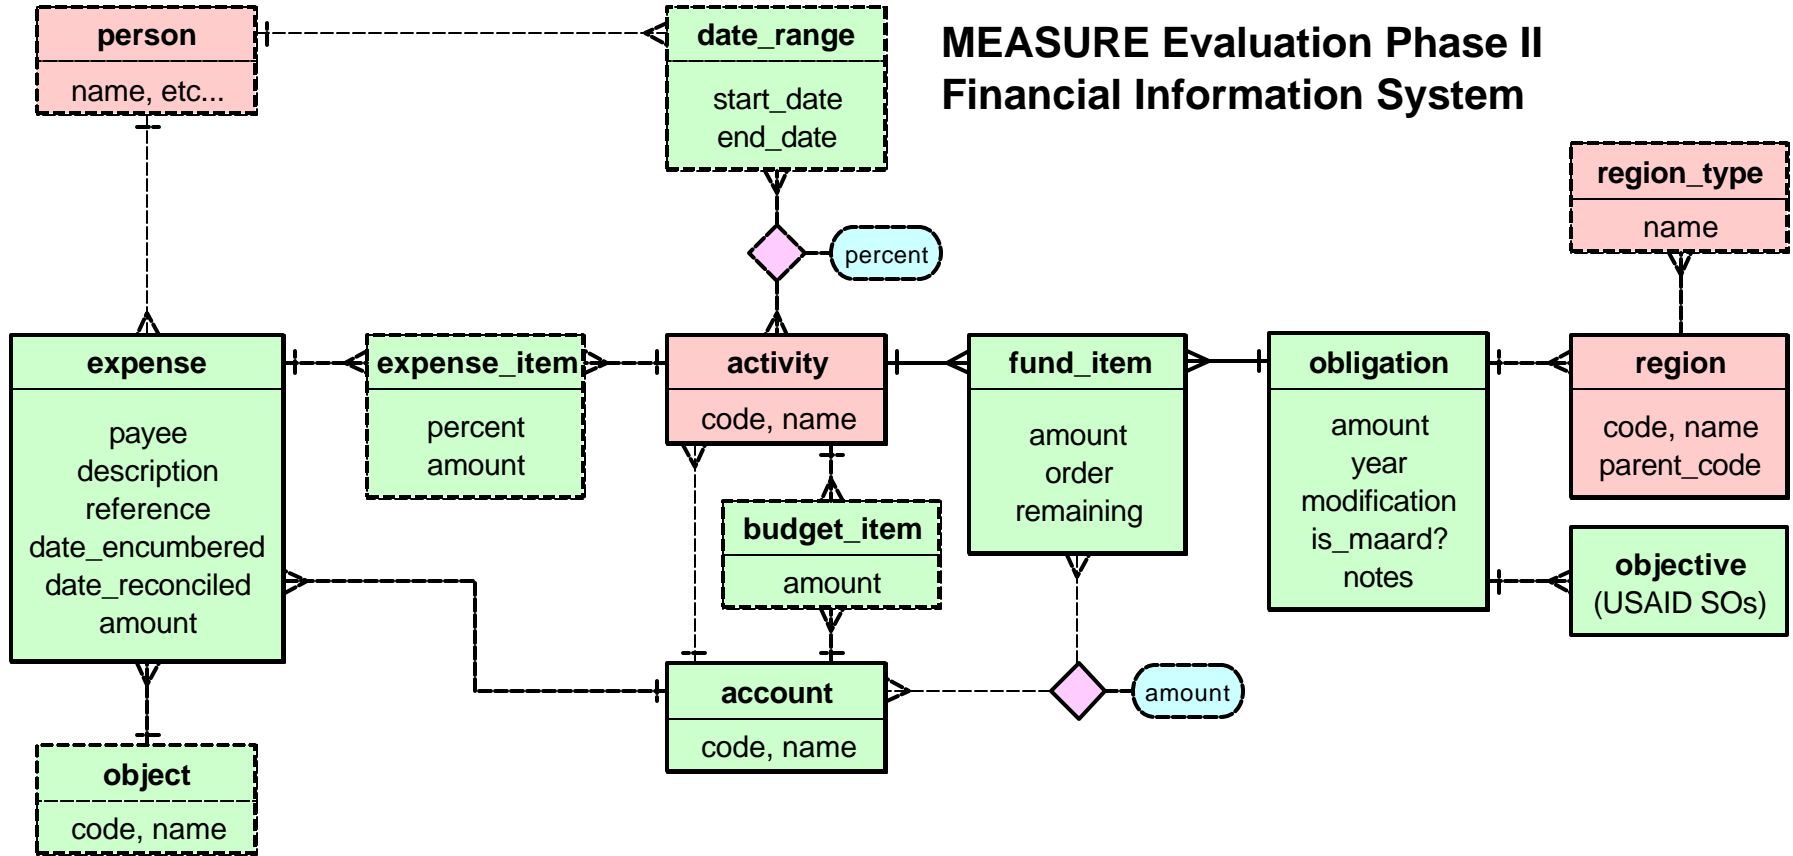 person
name, etc...
date_range
start_date
end_date
MEASURE Evaluation Phase II
Financial Information System
region_type
name
percent
expense
payee
description
reference
date_encumbered
date_reconciled
amount
expense_item
percent
amount
activity
code, name
fund_item
amount
order
remaining
obligation
amount
year
modification
is_maard?
notes
region
code, name
parent_code
budget_item
amount
objective
(USAID SOs)
account
code, name
amount
object
code, name